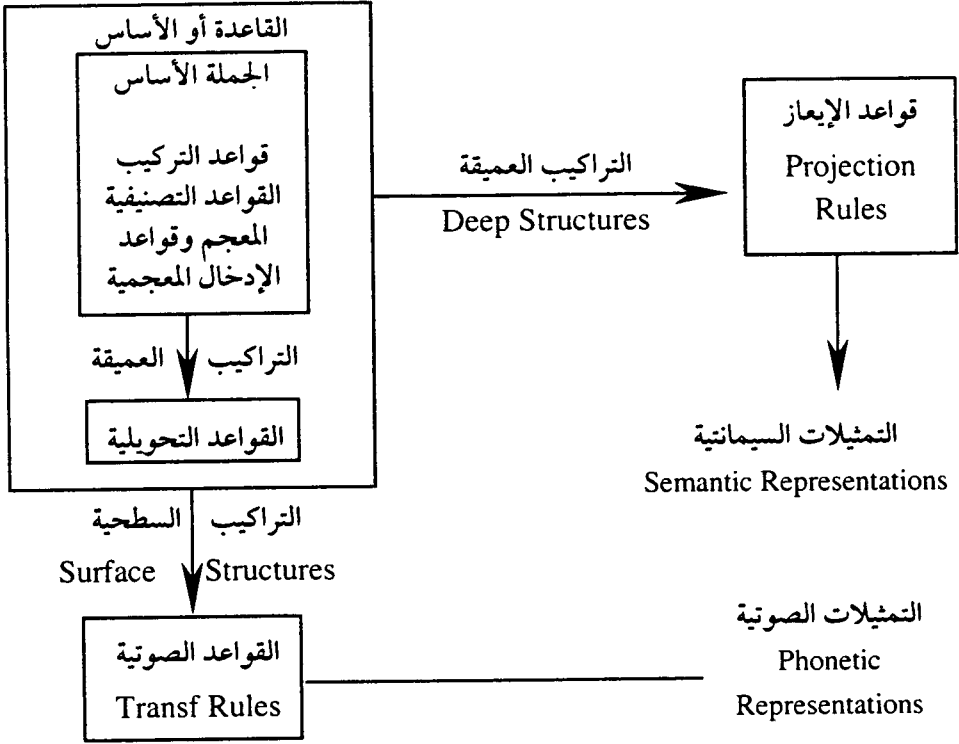 القاعدة أو الأساس
الجملة الأساس
قواعد التركيب
القواعد التصنيفية
المعجم وقواعد
الإدخال المعجمية
التراكيب العميقة
القواعد التحويلية
التراكيب العميقة
Deep Structures
قواعد الإيعاز
Projection
Rules
التمثيلات السيمانتية
Semantic Representations
التراكيب السطحية
Surface Structures
القواعد الصوتية
Transf Rules
التمثيلات الصوتية
Phonetic
Representations